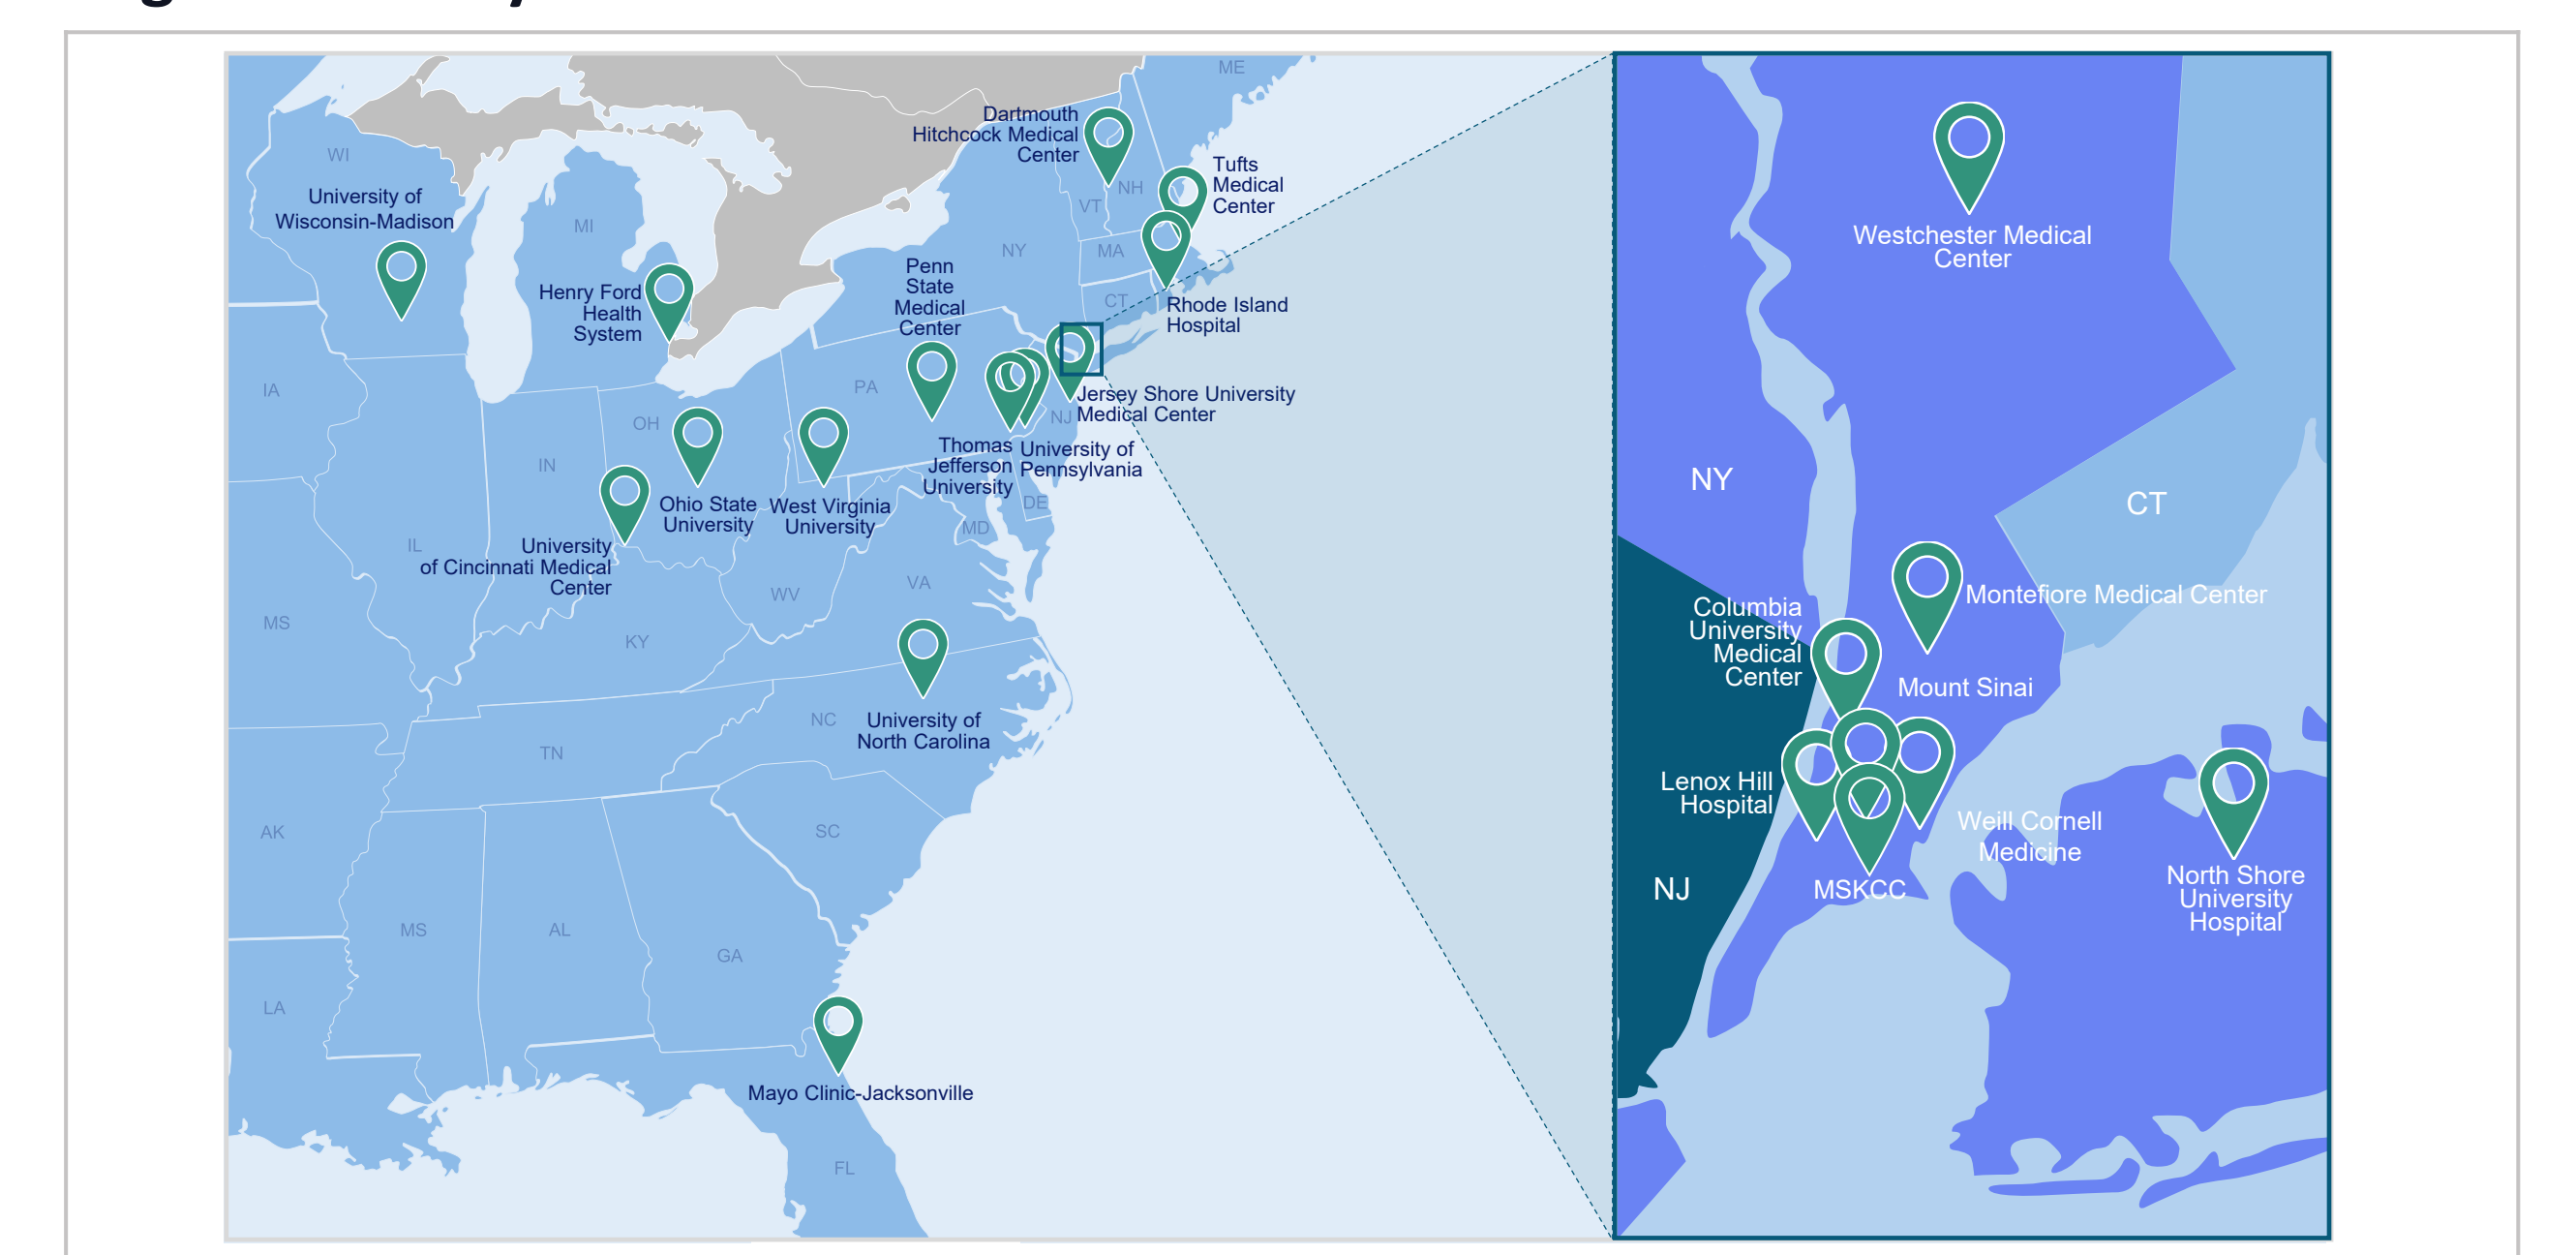 ME
Dartmouth
Hitchcock Medical
Center
WI
Tufts
Medical
Center
NH
University of
Wisconsin-Madison
VT
MI
NY
MA
Penn
State
Medical
Center
Henry Ford
Health
System
CT
Rhode Island
Hospital
IA
PA
Jersey Shore University
Medical Center
NJ
OH
Thomas
Jefferson
University
University of
Pennsylvania
IN
Ohio State
University
West Virginia
University
DE
MD
IL
University
of Cincinnati Medical
Center
VA
WV
MS
KY
NC
University of
North Carolina
TN
AK
SC
MS
AL
GA
LA
Mayo Clinic-Jacksonville
FL
Westchester Medical
Center
NY
CT
Montefiore Medical Center
Columbia
University
Medical
Center
Mount Sinai
Lenox Hill
Hospital
Weill Cornell
Medicine
NJ
MSKCC
North Shore
University
Hospital